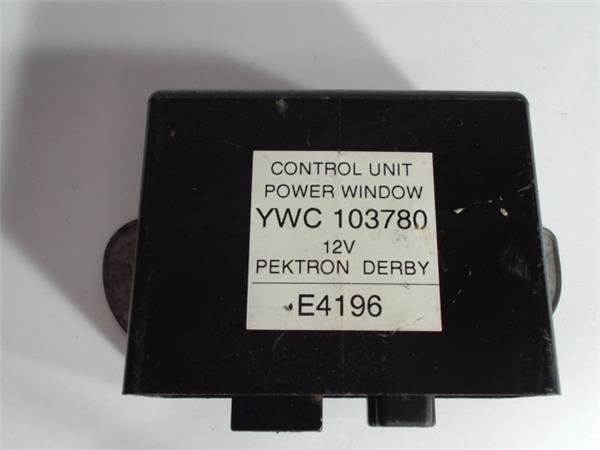 CONTROL UNIT
POWER WINDOW
YWC 103780
12V
PEKTRON DERBY
E4196